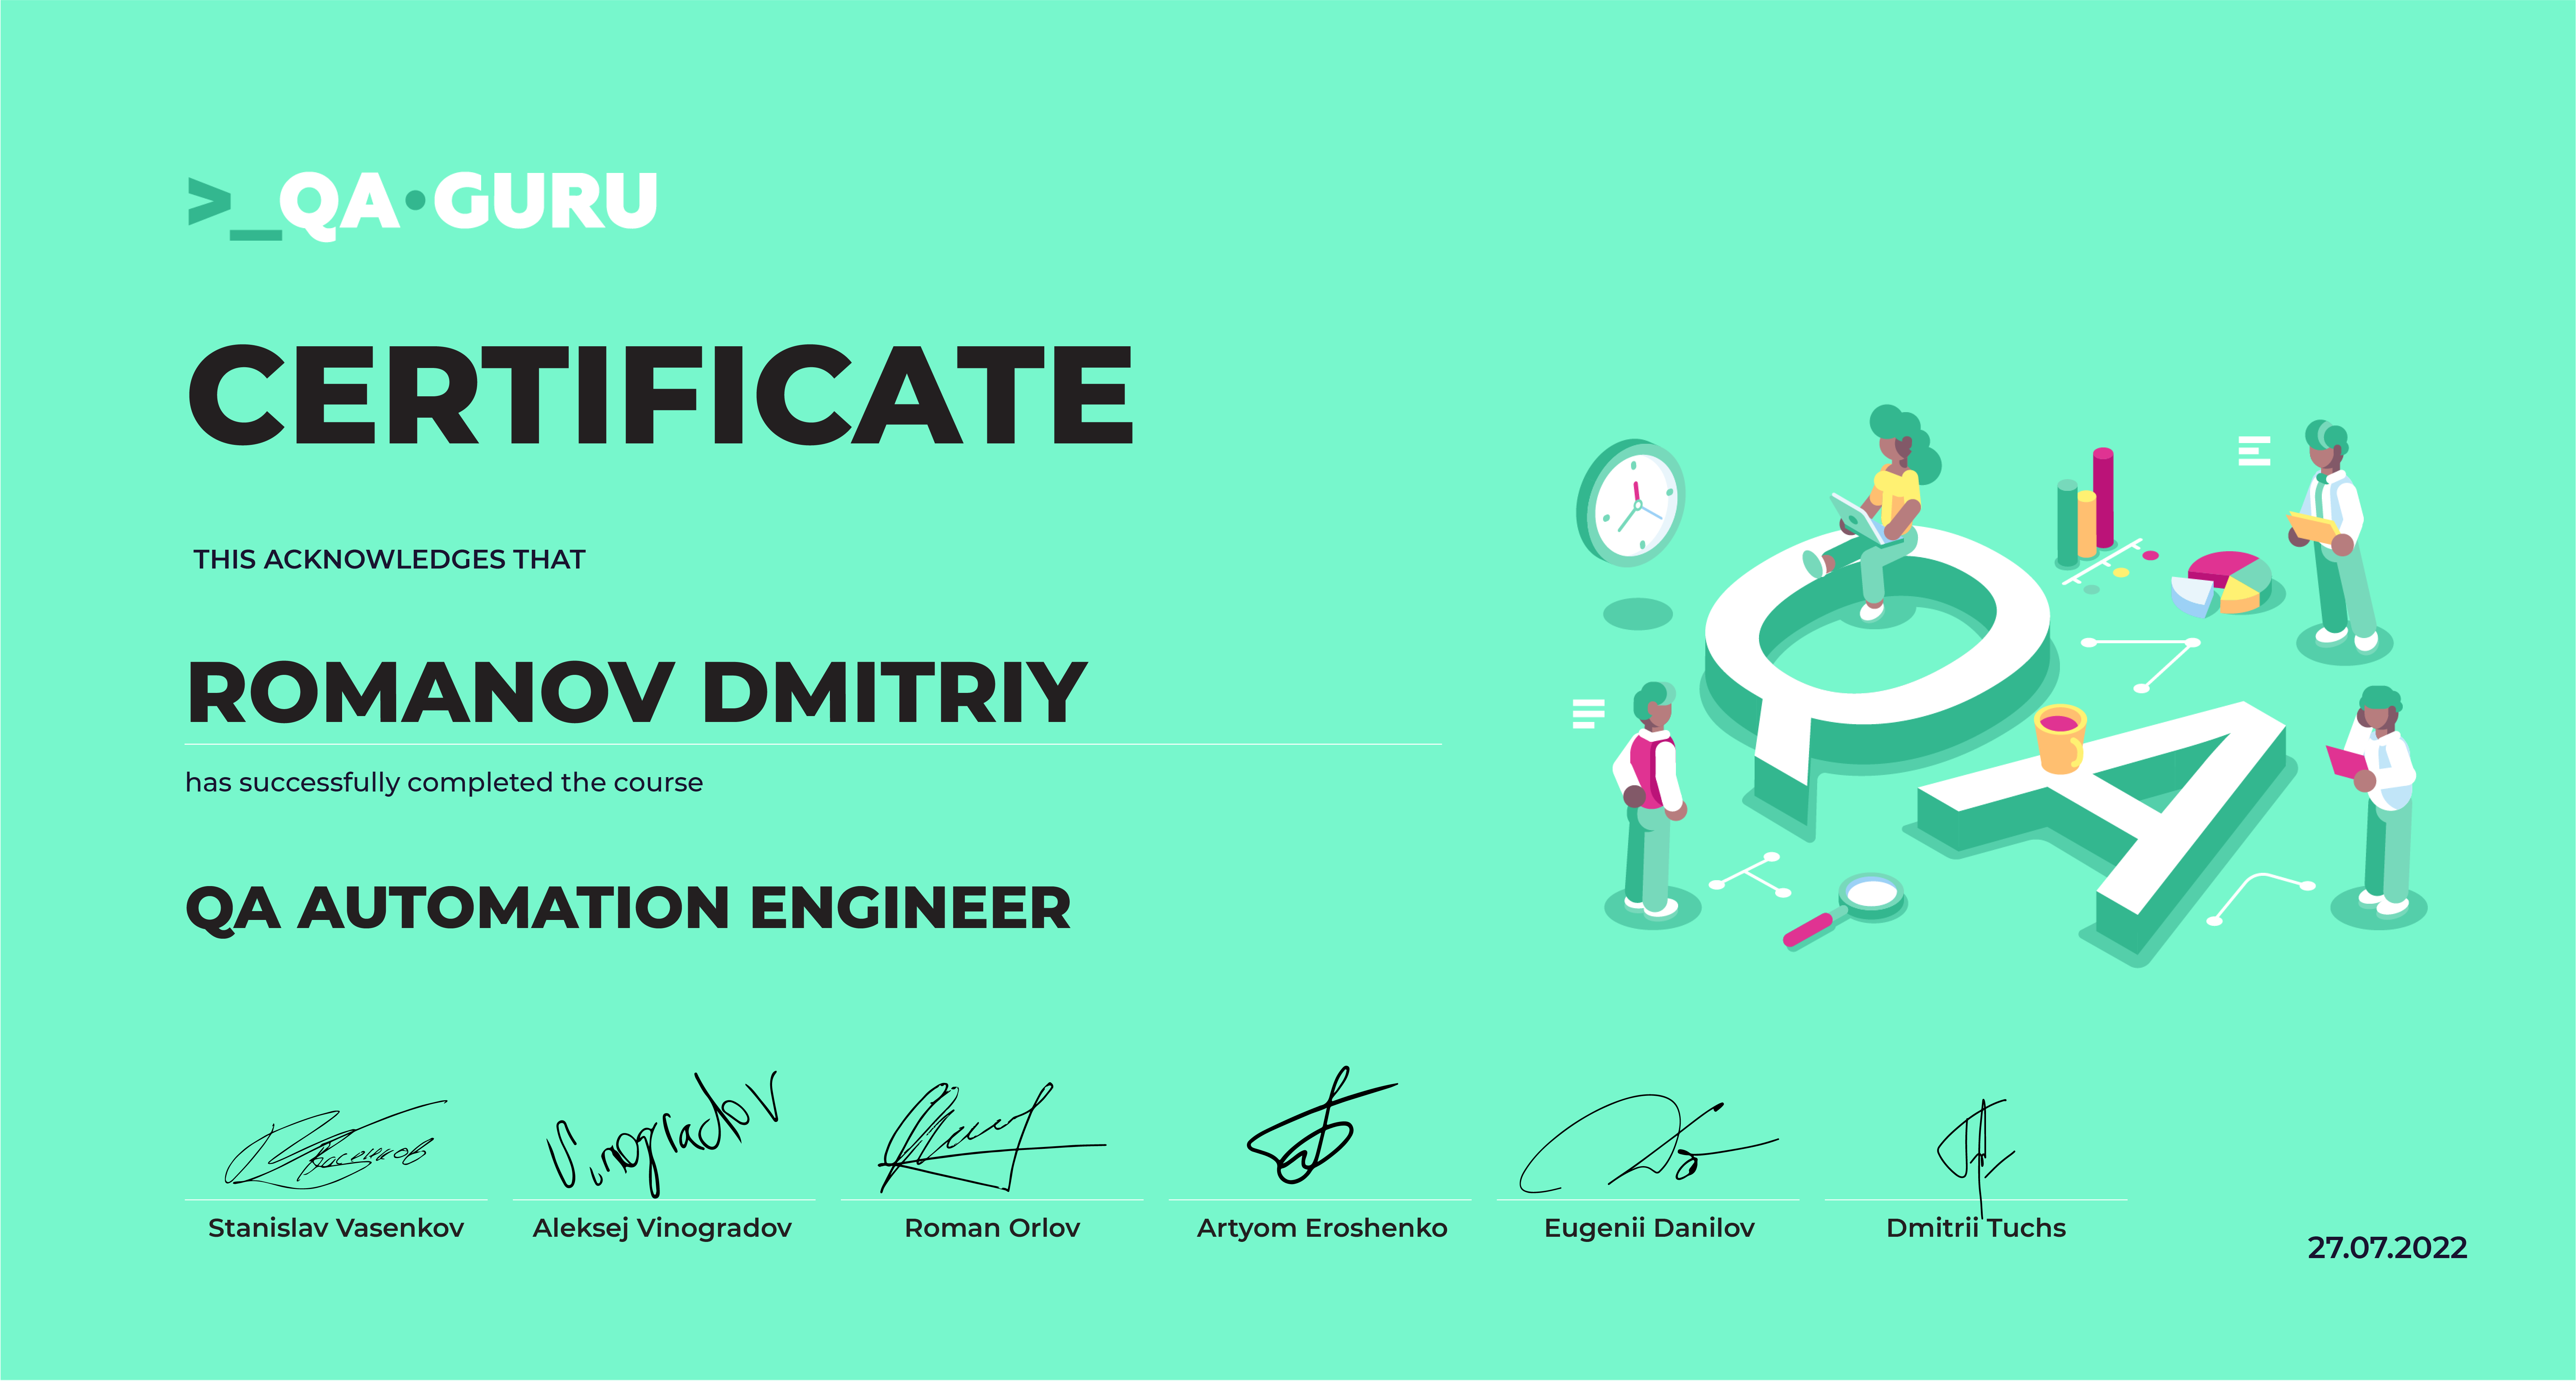 >_QA•GURU
CERTIFICATE
THIS ACKNOWLEDGES THAT
ROMANOV DMITRIY
has successfully completed the course
QA AUTOMATION ENGINEER
QA
Vinogradov
Stanislav Vasenkov
Aleksej Vinogradov
Roman Orlov
Artyom Eroshenko
Eugenii Danilov
Dmitrii Tuchs
27.07.2022